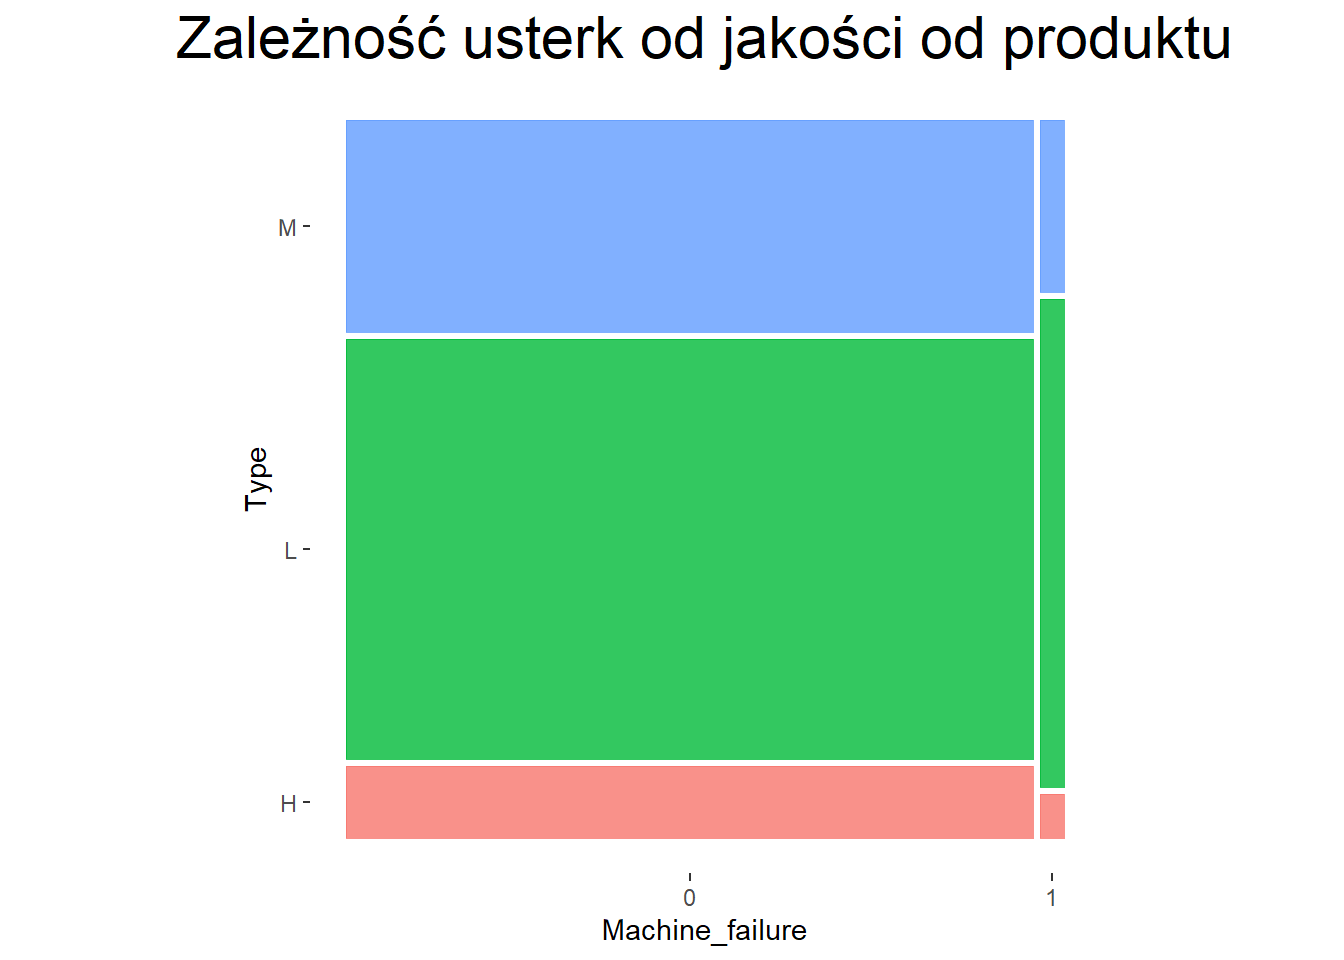 Zależność usterk od jakości od produktu
M
L
H
Type
0 1
Machine_failure